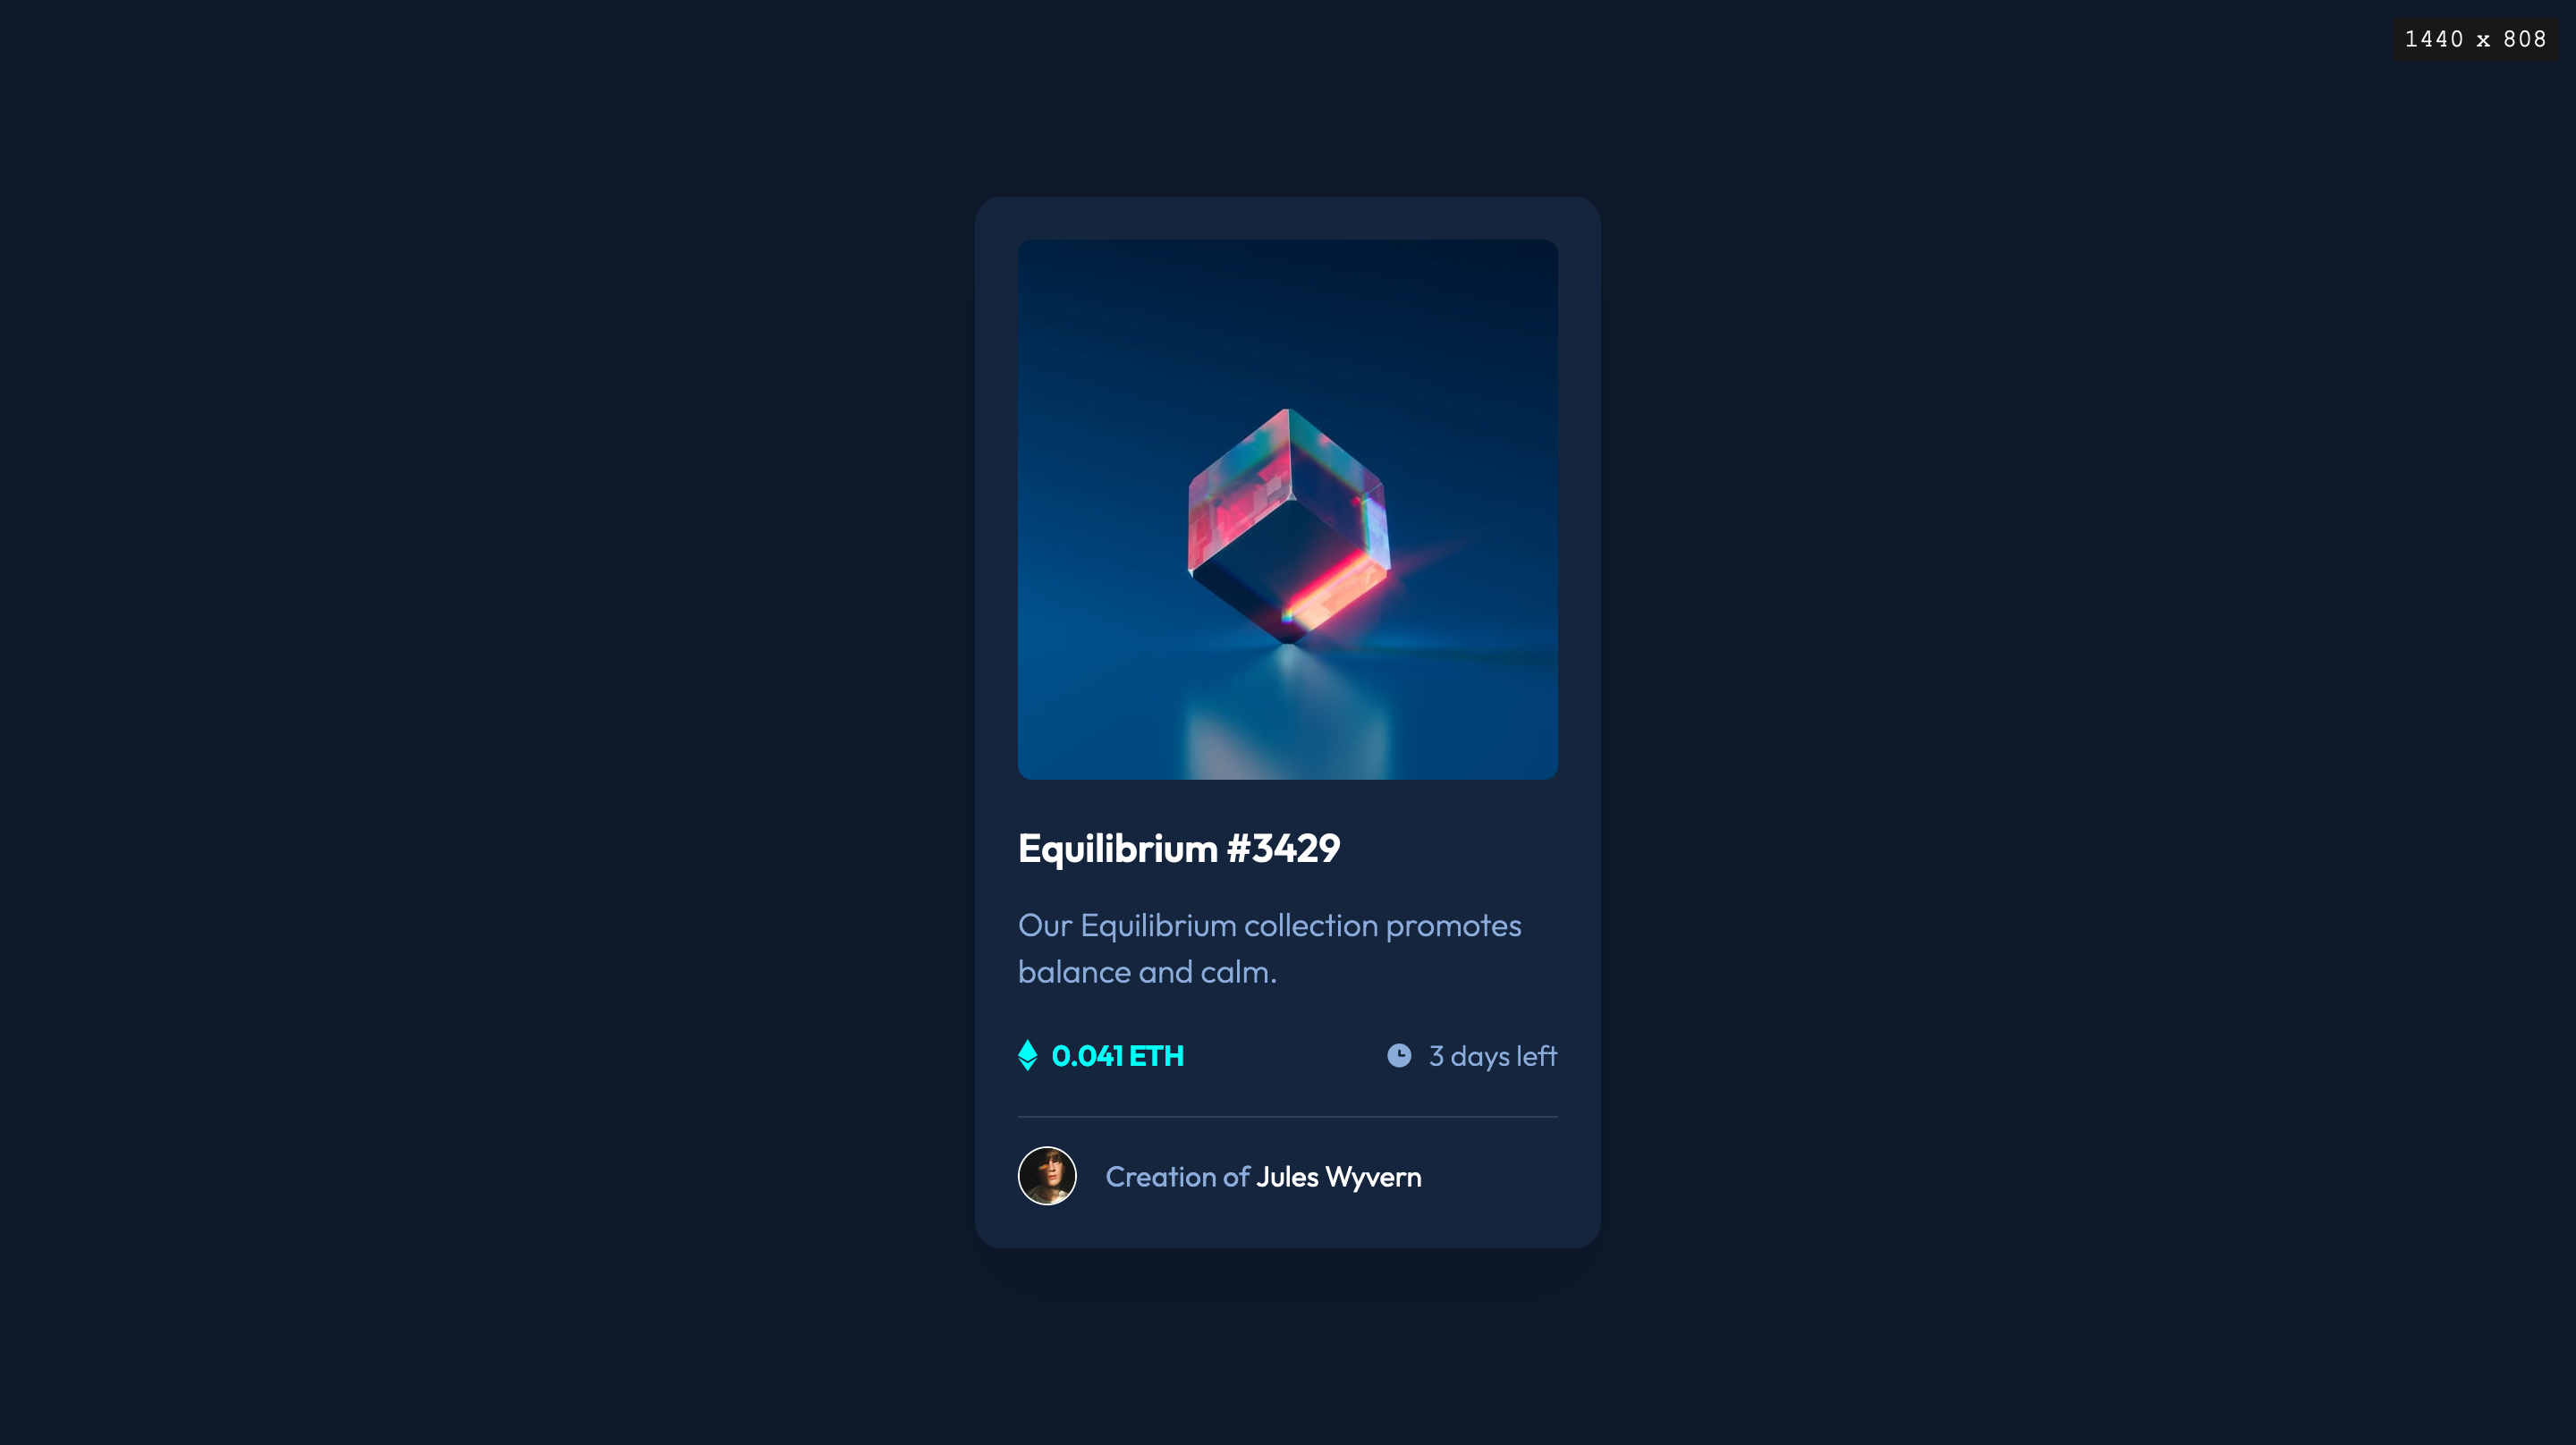 1440 x 808
Equilibrium #3429
Our Equilibrium collection promotes
balance and calm.
0.041 ETH
3 days left
Creation of Jules Wyvern